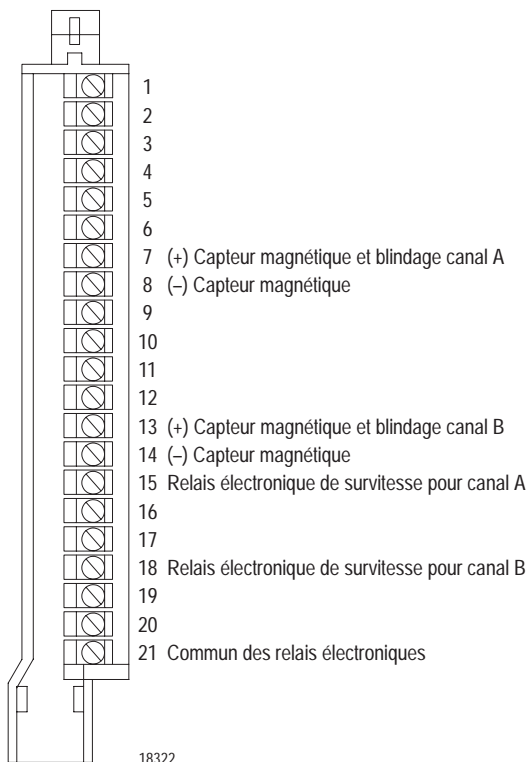 1
2
3
4
5
6
7 (+) Capteur magnétique et blindage canal A
8 (–) Capteur magnétique
9
10
11
12
13 (+) Capteur magnétique et blindage canal B
14 (–) Capteur magnétique
15 Relais électronique de survitesse pour canal A
16
17
18 Relais électronique de survitesse pour canal B
19
20
21 Commun des relais électroniques
18322